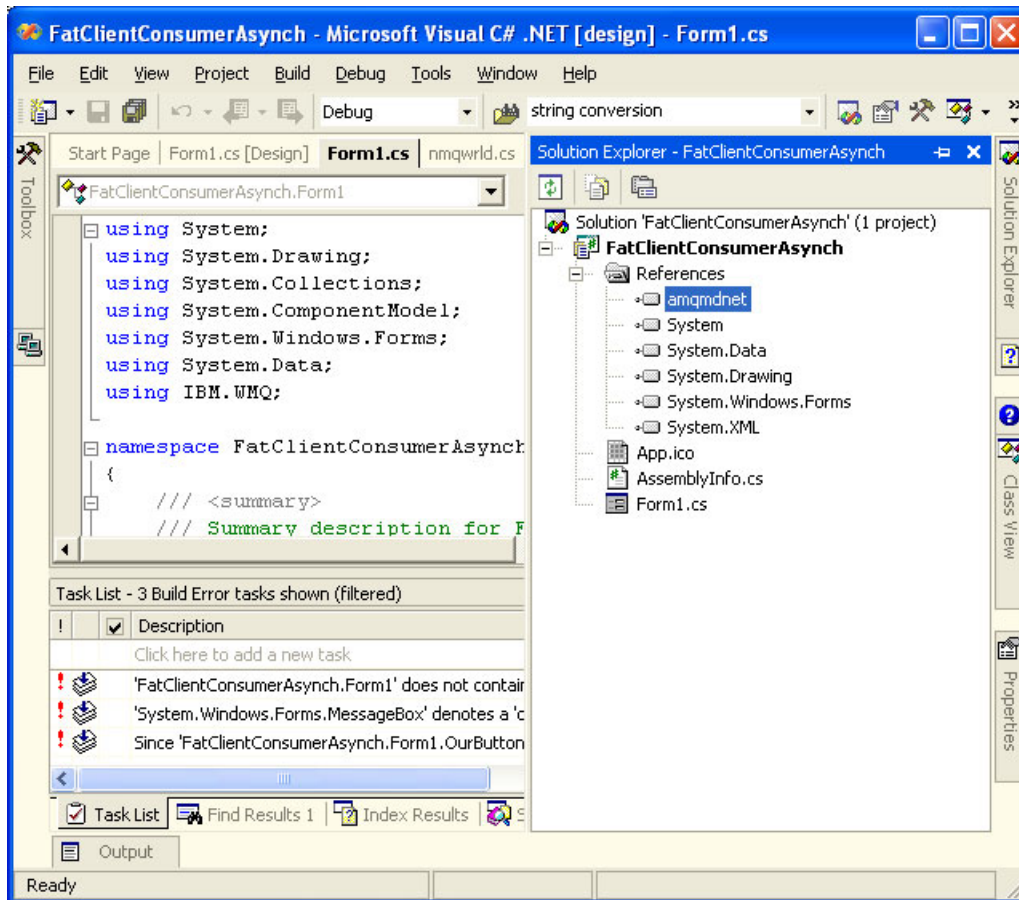 FatClientConsumerAsynch - Microsoft Visual C# .NET [design] - Form1.cs
File Edit View Project Build Debug Tools Window Help
Debug string conversion
Toolbox
Start Page Form1.cs [Design] Form1.cs nmqwrld.cs
FatClientConsumerAsynch.Form1
using System;
using System.Drawing;
using System.Collections;
using System.ComponentModel;
using System.Windows.Forms;
using System.Data;
using IBM.WMQ;
namespace FatClientConsumerAsynch
{
/// <summary>
/// Summary description for F
Solution Explorer - FatClientConsumerAsynch
Solution 'FatClientConsumerAsynch' (1 project)
FatClientConsumerAsynch
References
amqmdnet
System
System.Data
System.Drawing
System.Windows.Forms
System.XML
App.ico
AssemblyInfo.cs
Form1.cs
Solution Explorer
Class View
Properties
Task List - 3 Build Error tasks shown (filtered)
! Description
Click here to add a new task
'FatClientConsumerAsynch.Form1' does not contain
'System.Windows.Forms.MessageBox' denotes a 'c
Since 'FatClientConsumerAsynch.Form1.OurButton
Task List Find Results 1 Index Results S
Output
Ready